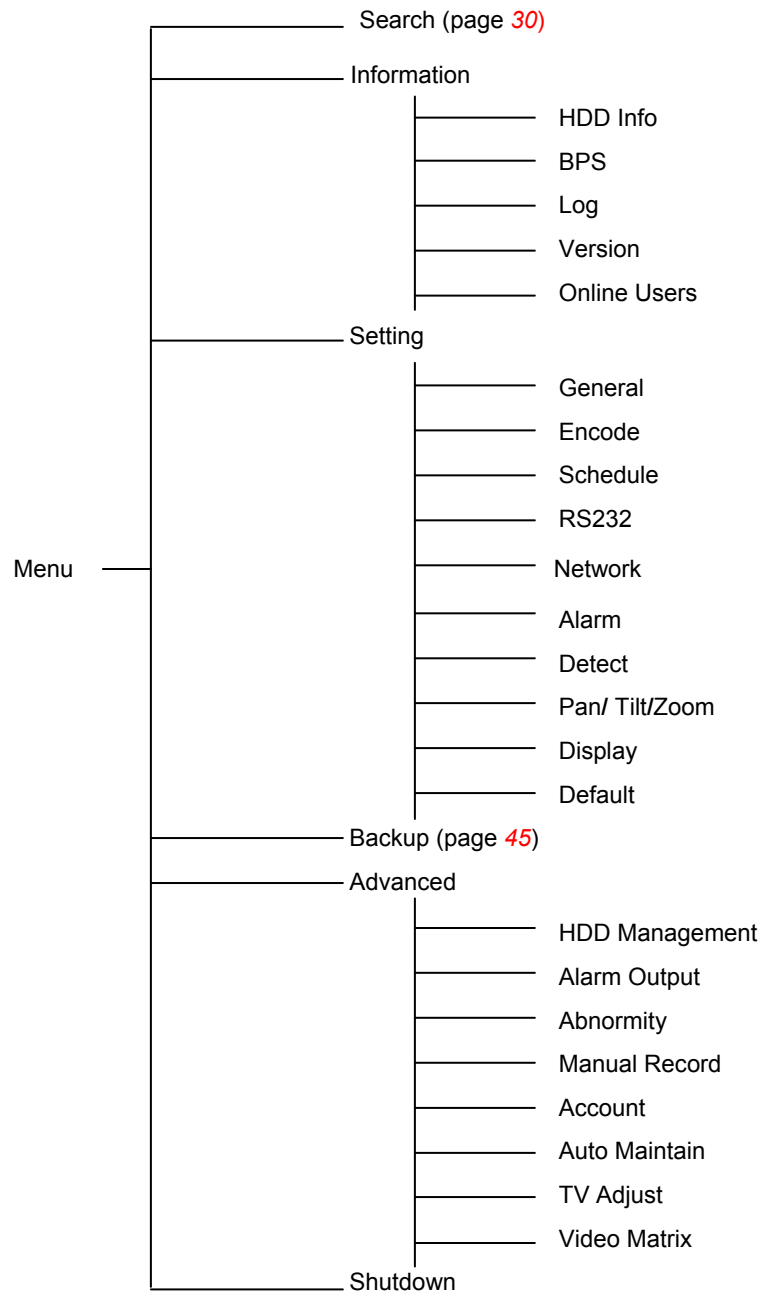 Search (page 30)
Information
HDD Info
BPS
Log
Version
Online Users
Setting
General
Encode
Schedule
RS232
Menu
Network
Alarm
Detect
Pan/ Tilt/Zoom
Display
Default
Backup (page 45)
Advanced
HDD Management
Alarm Output
Abnormity
Manual Record
Account
Auto Maintain
TV Adjust
Video Matrix
Shutdown